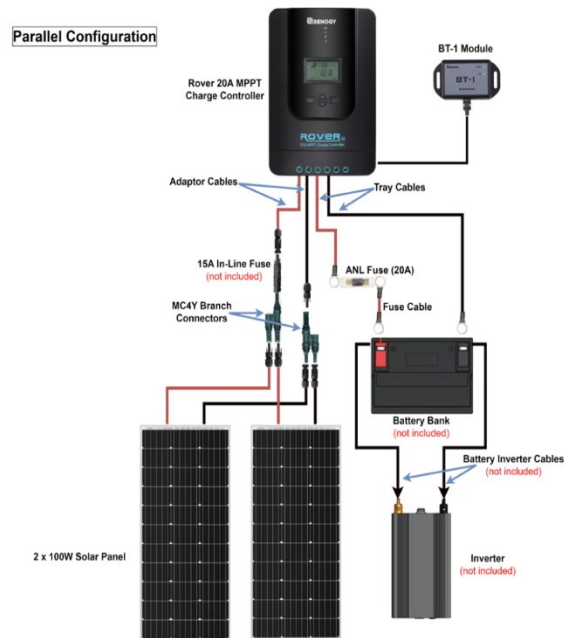 Parallel Configuration
RENOGY
BT-1 Module
BT-1
Rover 20A MPPT
Charge Controller
ROVER
Adaptor Cables
Tray Cables
15A In-Line Fuse
(not included)
ANL Fuse (20A)
MC4Y Branch
Connectors
Fuse Cable
Battery Bank
(not included)
Battery Inverter Cables
(not included)
2 x 100W Solar Panel
Inverter
(not included)